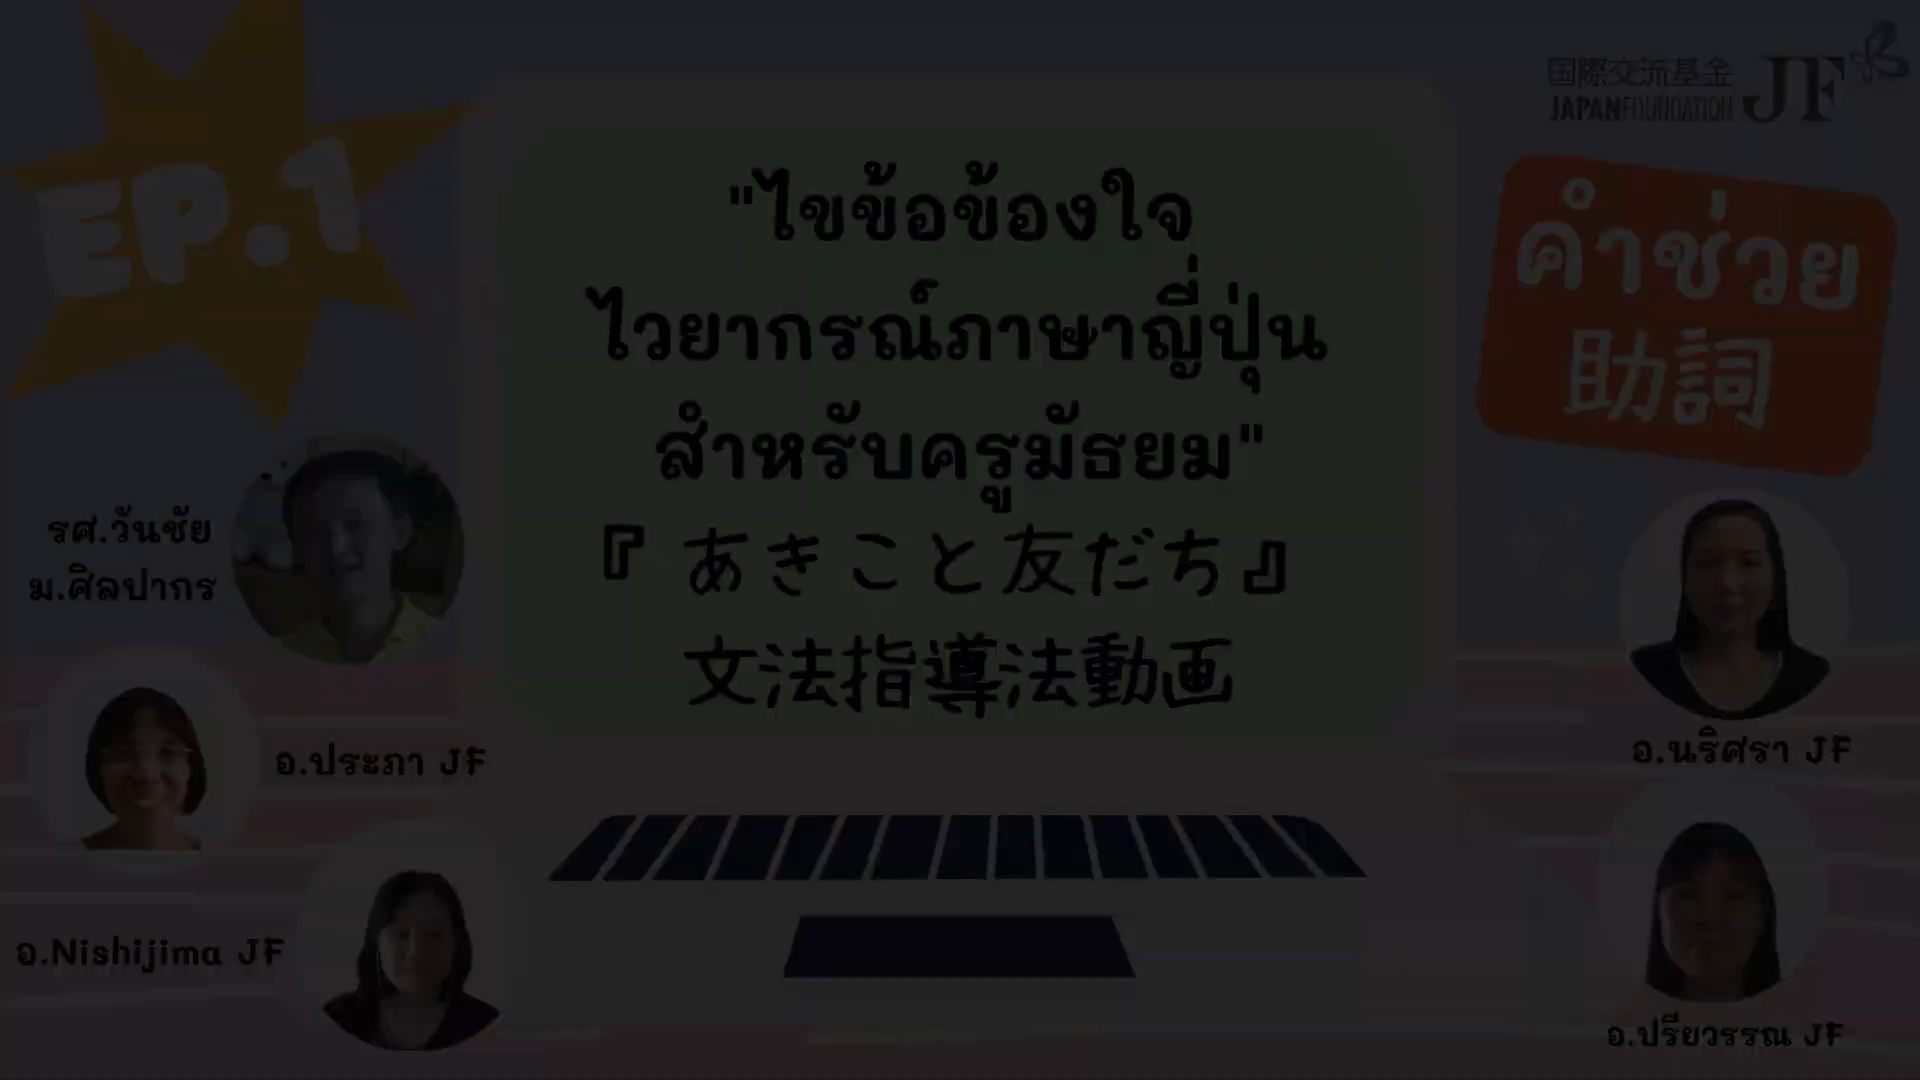 EP.1
国際交流基金
JAPANFOUNDATION JF
"ไขข้อข้องใจ
ไวยากรณ์ภาษาญี่ปุ่น
สำหรับครูมัธยม"
『 あきこと友だち』
文法指導法動画
คำช่วย
助詞
รศ.วันชัย
ม.ศิลปากร
อ.ประภา JF
อ.Nishijima JF
อ.นริศรา JF
อ.ปรียวรรณ JF